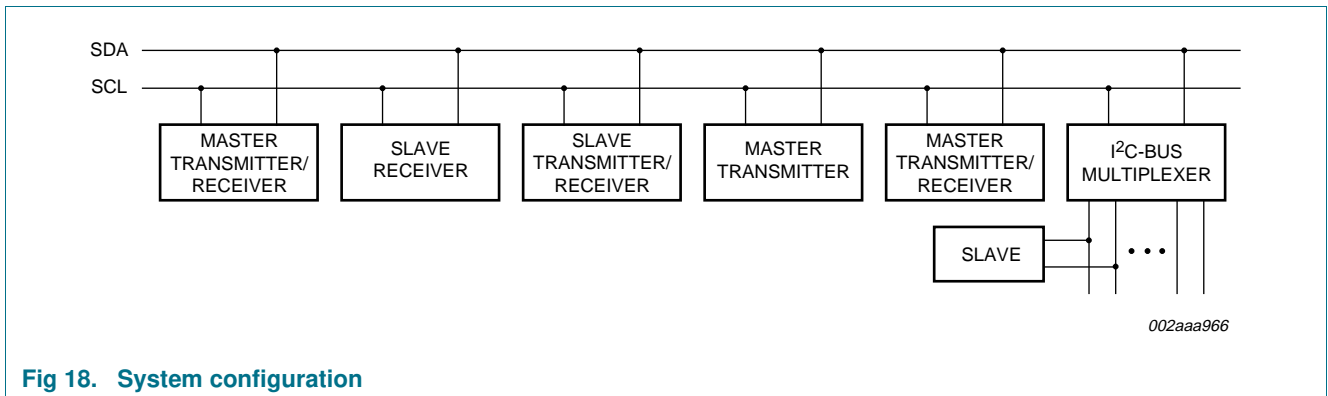 SDA
SCL
MASTER
TRANSMITTER/
RECEIVER
SLAVE
RECEIVER
SLAVE
TRANSMITTER/
RECEIVER
MASTER
TRANSMITTER
MASTER
TRANSMITTER/
RECEIVER
I²C-BUS
MULTIPLEXER
SLAVE
002aaa966
Fig 18. System configuration